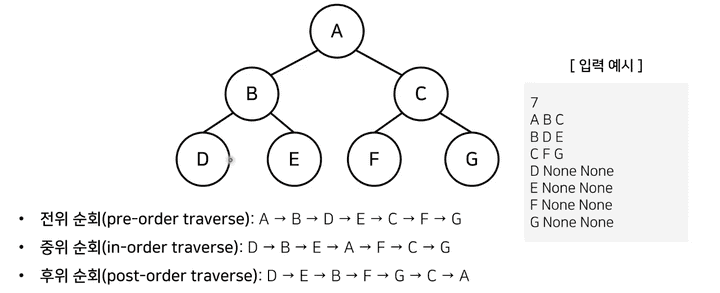 A
B
C
D
E
F
G
[ 입력 예시 ]
7
A B C
B D E
C F G
D None None
E None None
F None None
G None None
• 전위 순회(pre-order traverse): A → B → D → E → C → F → G
• 중위 순회(in-order traverse): D → B → E → A → F → C → G
• 후위 순회(post-order traverse): D → E → B → F → G → C → A